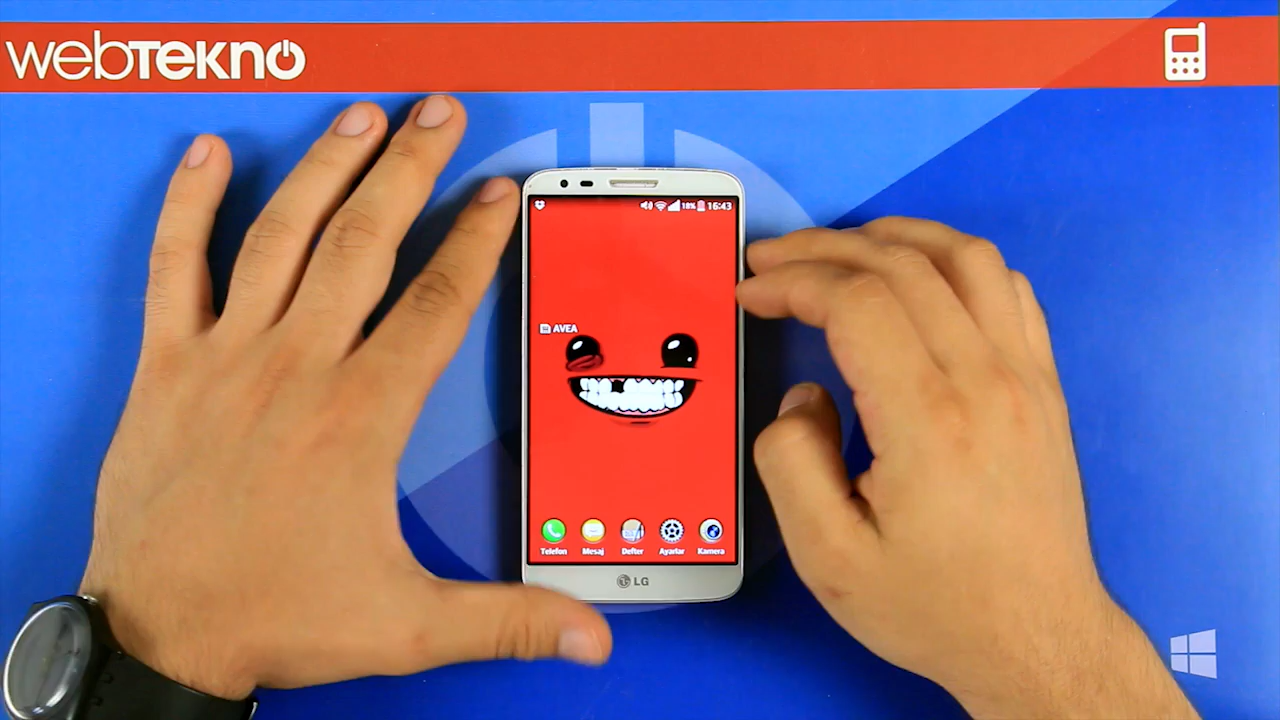 webTEKNO
18% 16:43
AVEA
Telefon Mesaj Defter Ayarlar Kamera
LG